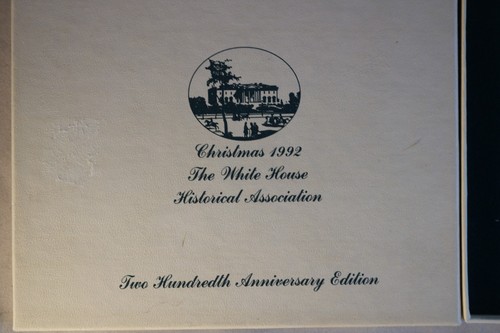 Christmas 1992
The White House
Historical Association
Two Hundredth Anniversary Edition